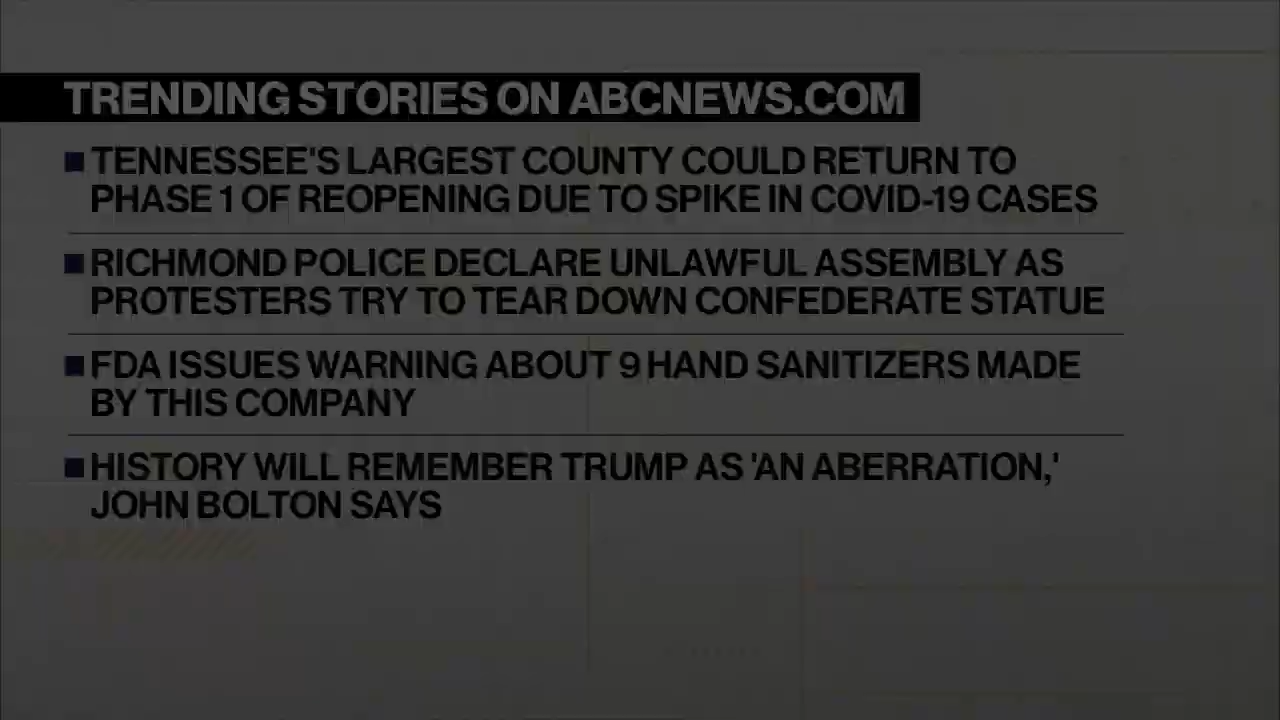 TRENDING STORIES ON ABCNEWS.COM
TENNESSEE'S LARGEST COUNTY COULD RETURN TO
PHASE 1 OF REOPENING DUE TO SPIKE IN COVID-19 CASES
RICHMOND POLICE DECLARE UNLAWFUL ASSEMBLY AS
PROTESTERS TRY TO TEAR DOWN CONFEDERATE STATUE
FDA ISSUES WARNING ABOUT 9 HAND SANITIZERS MADE
BY THIS COMPANY
HISTORY WILL REMEMBER TRUMP AS 'AN ABERRATION,'
JOHN BOLTON SAYS